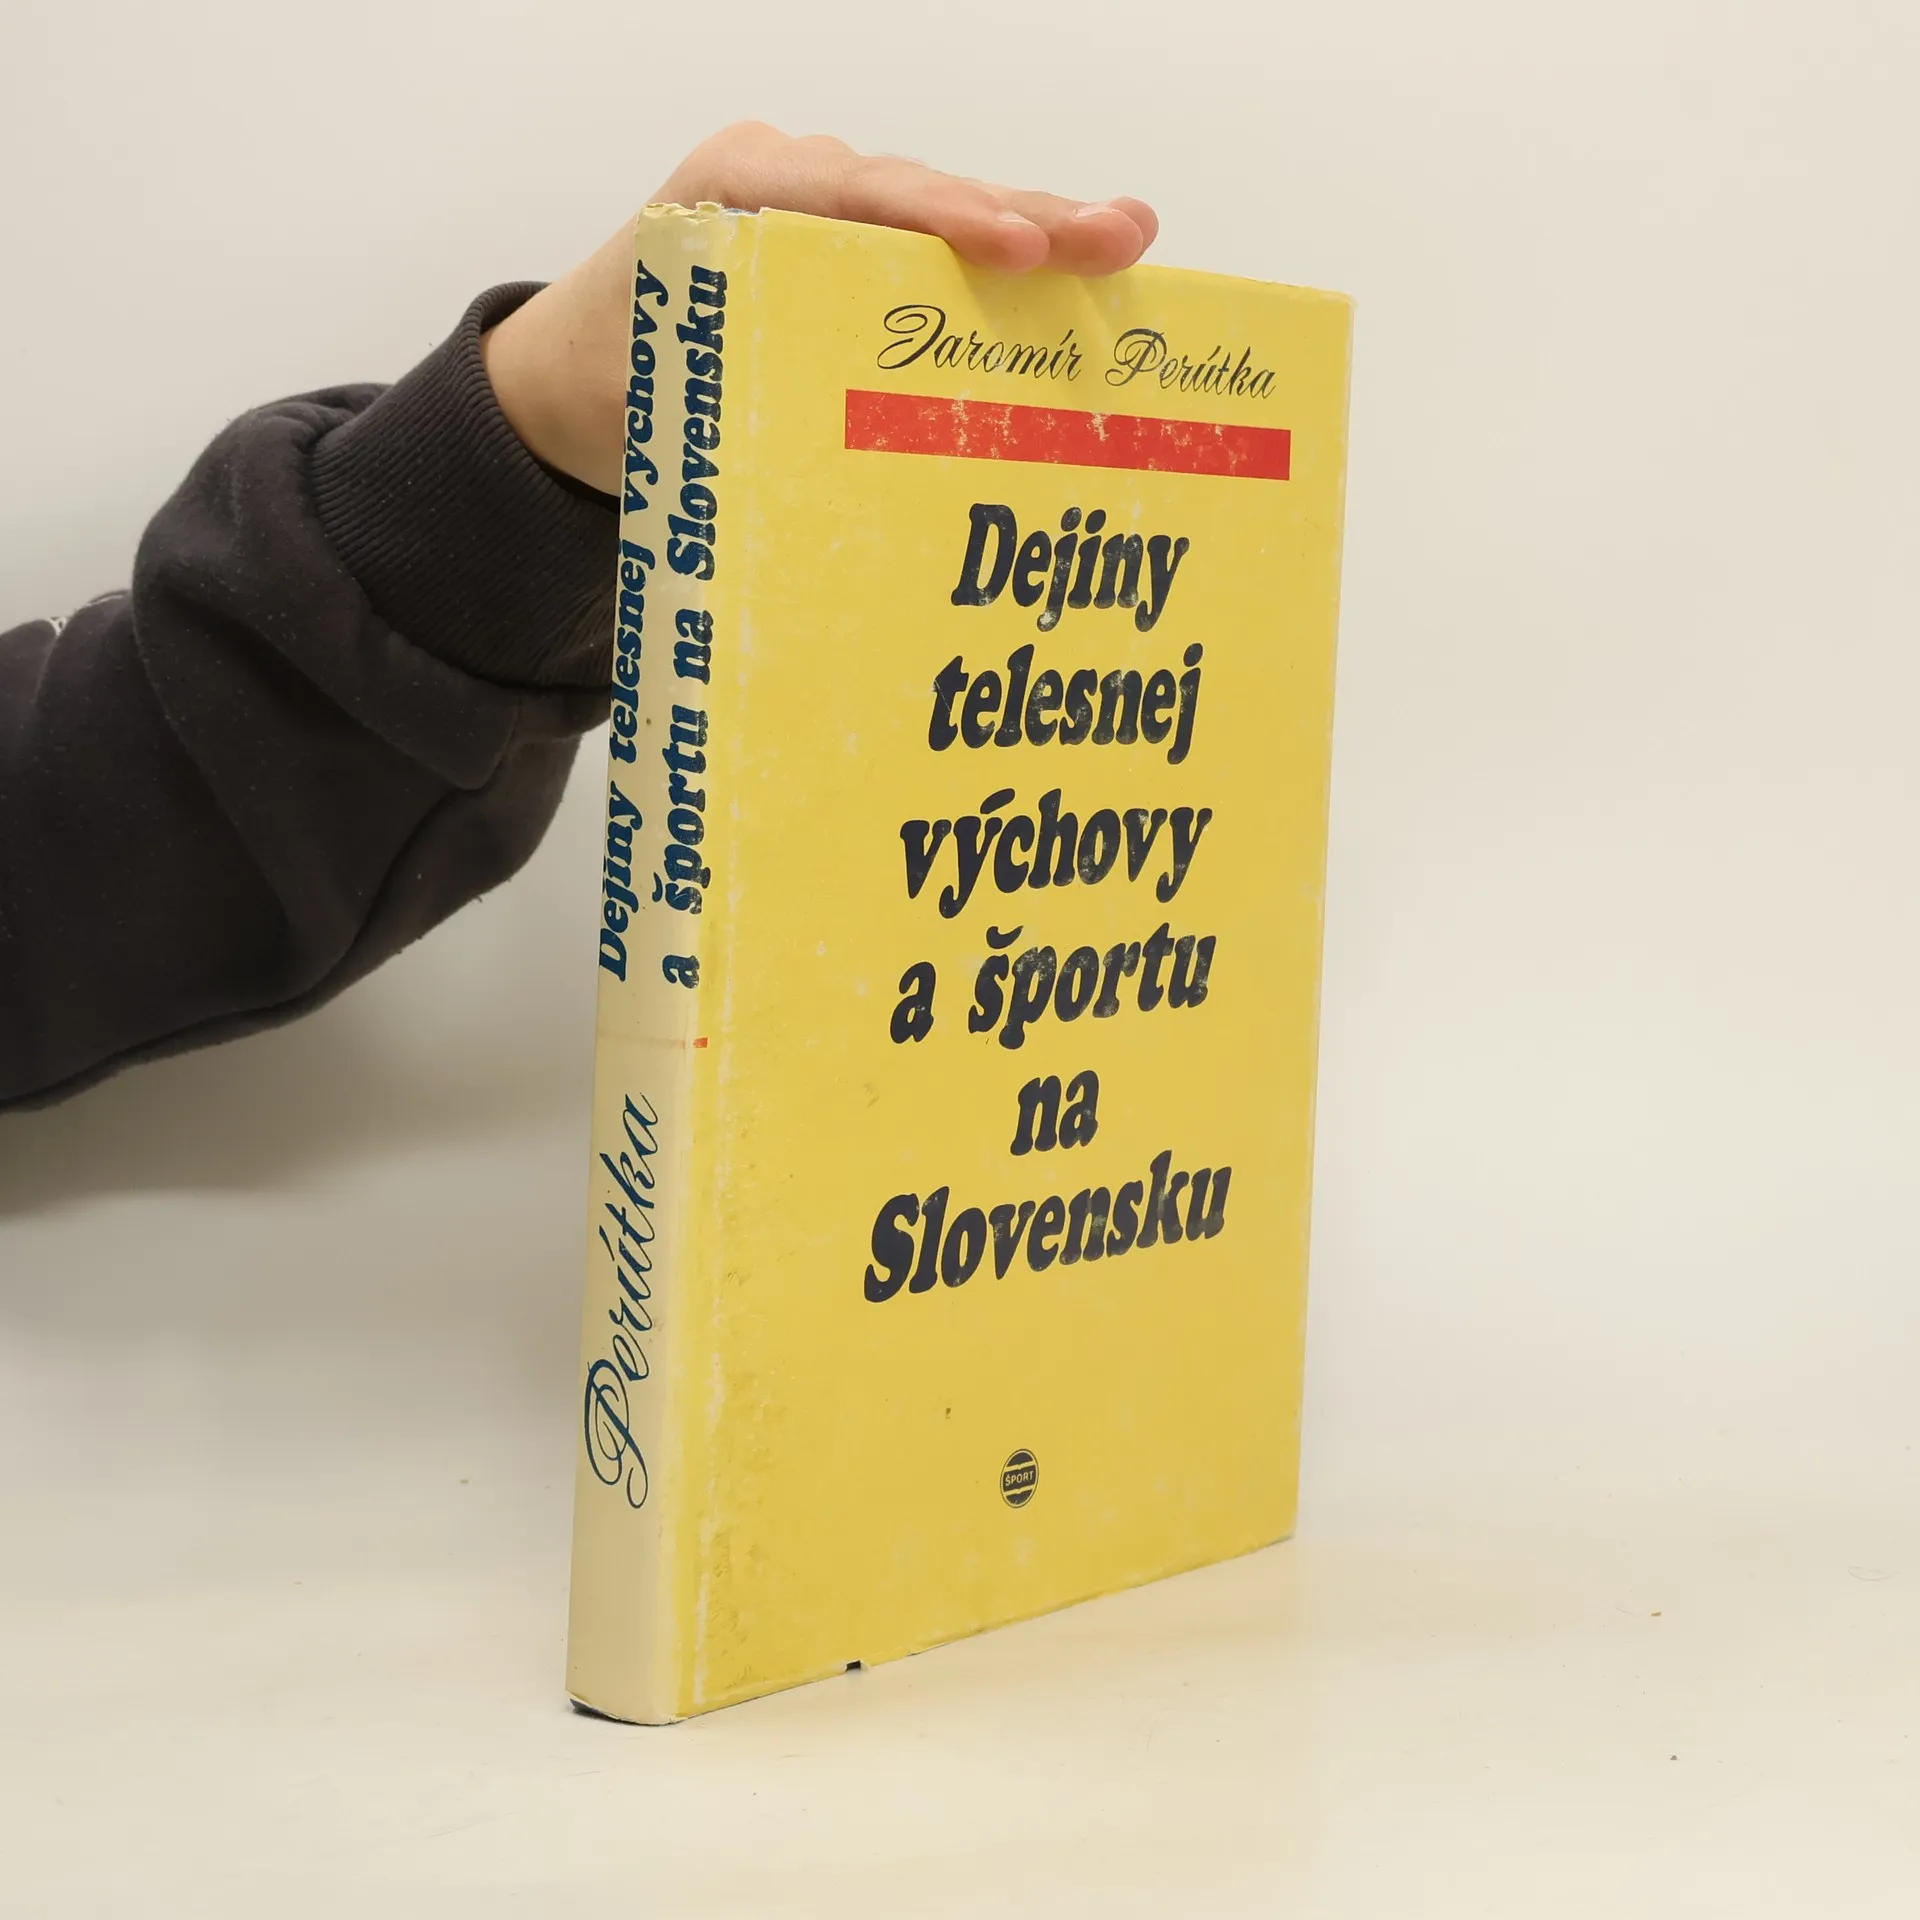 Dejiny telesnej výchovy
a športu na Slovensku
Perútka
Jaromír Perútka
Dejiny
telesnej
výchovy
a športu
na
Slovensku
ŠPORT